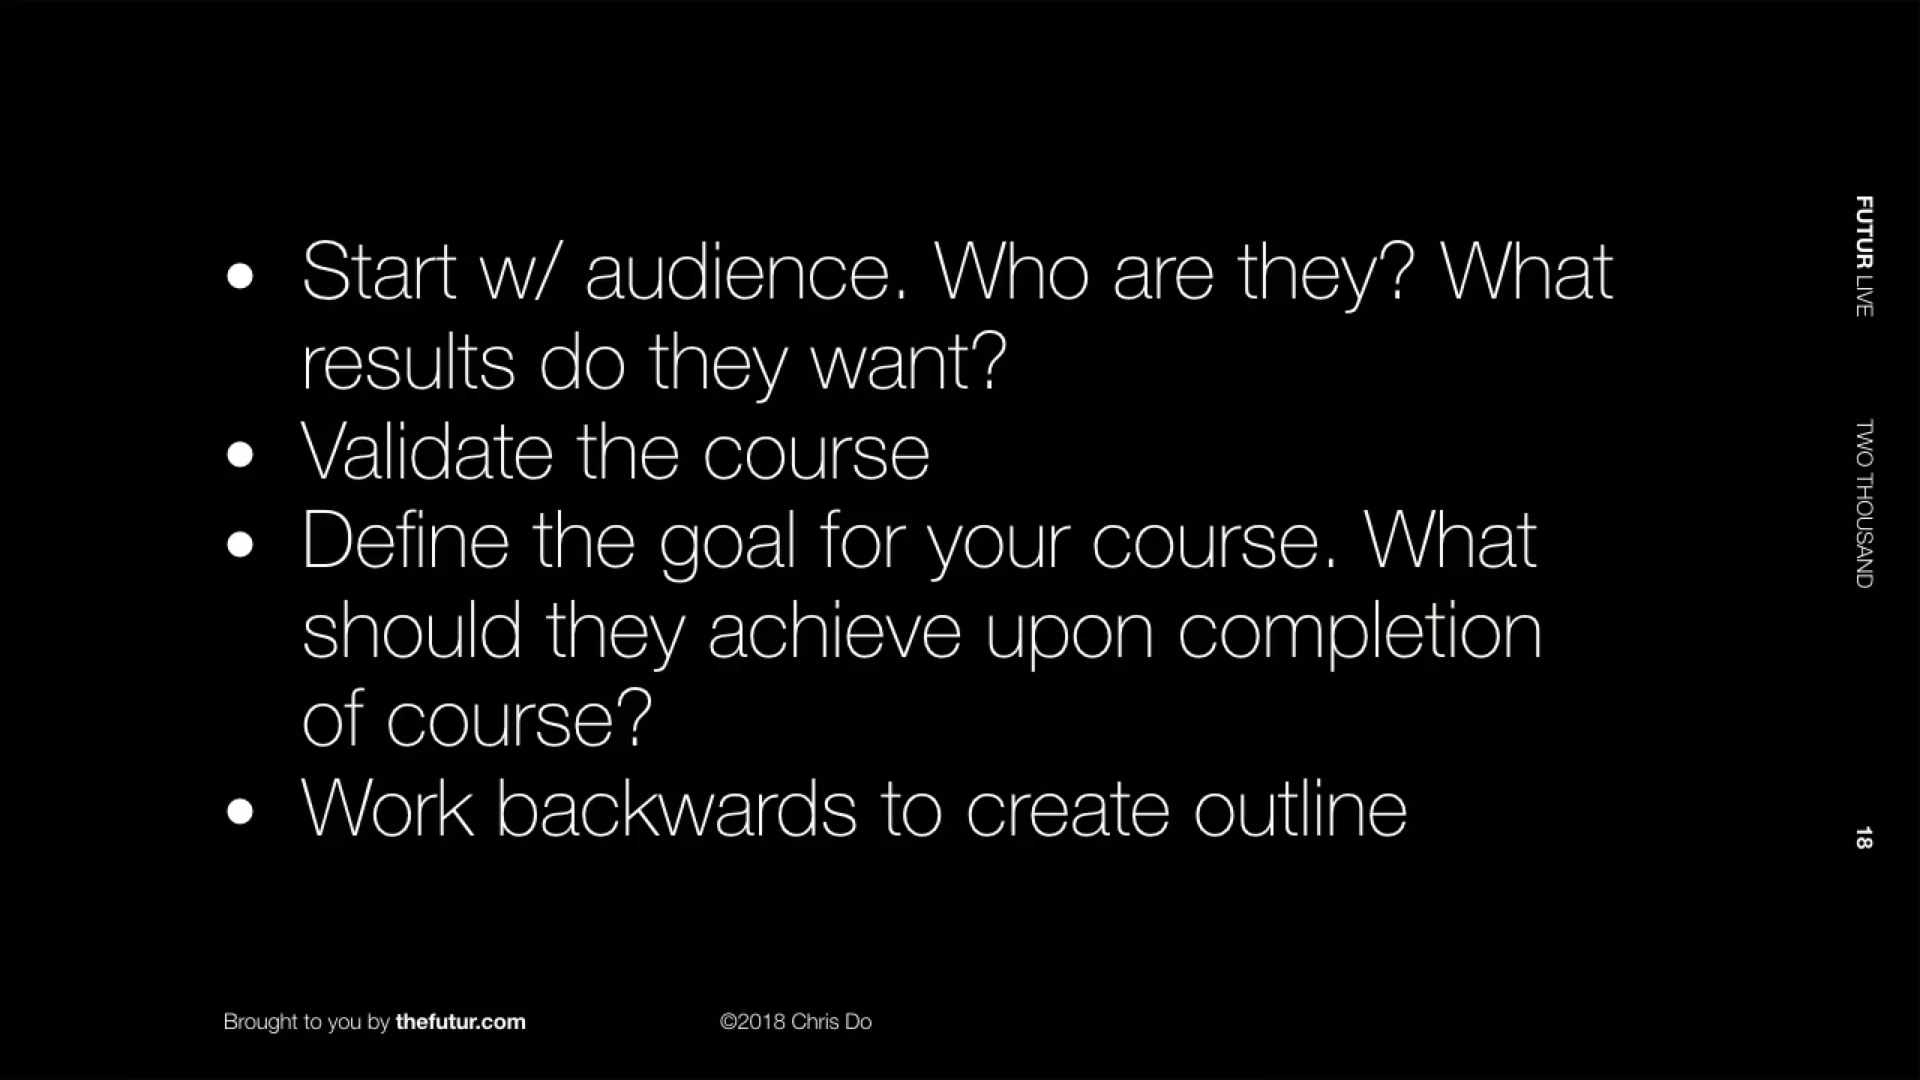 ● Start w/ audience. Who are they? What
results do they want?
● Validate the course
● Define the goal for your course. What
should they achieve upon completion
of course?
● Work backwards to create outline
FUTUR LIVE
TWO THOUSAND
18
Brought to you by thefutur.com
©2018 Chris Do